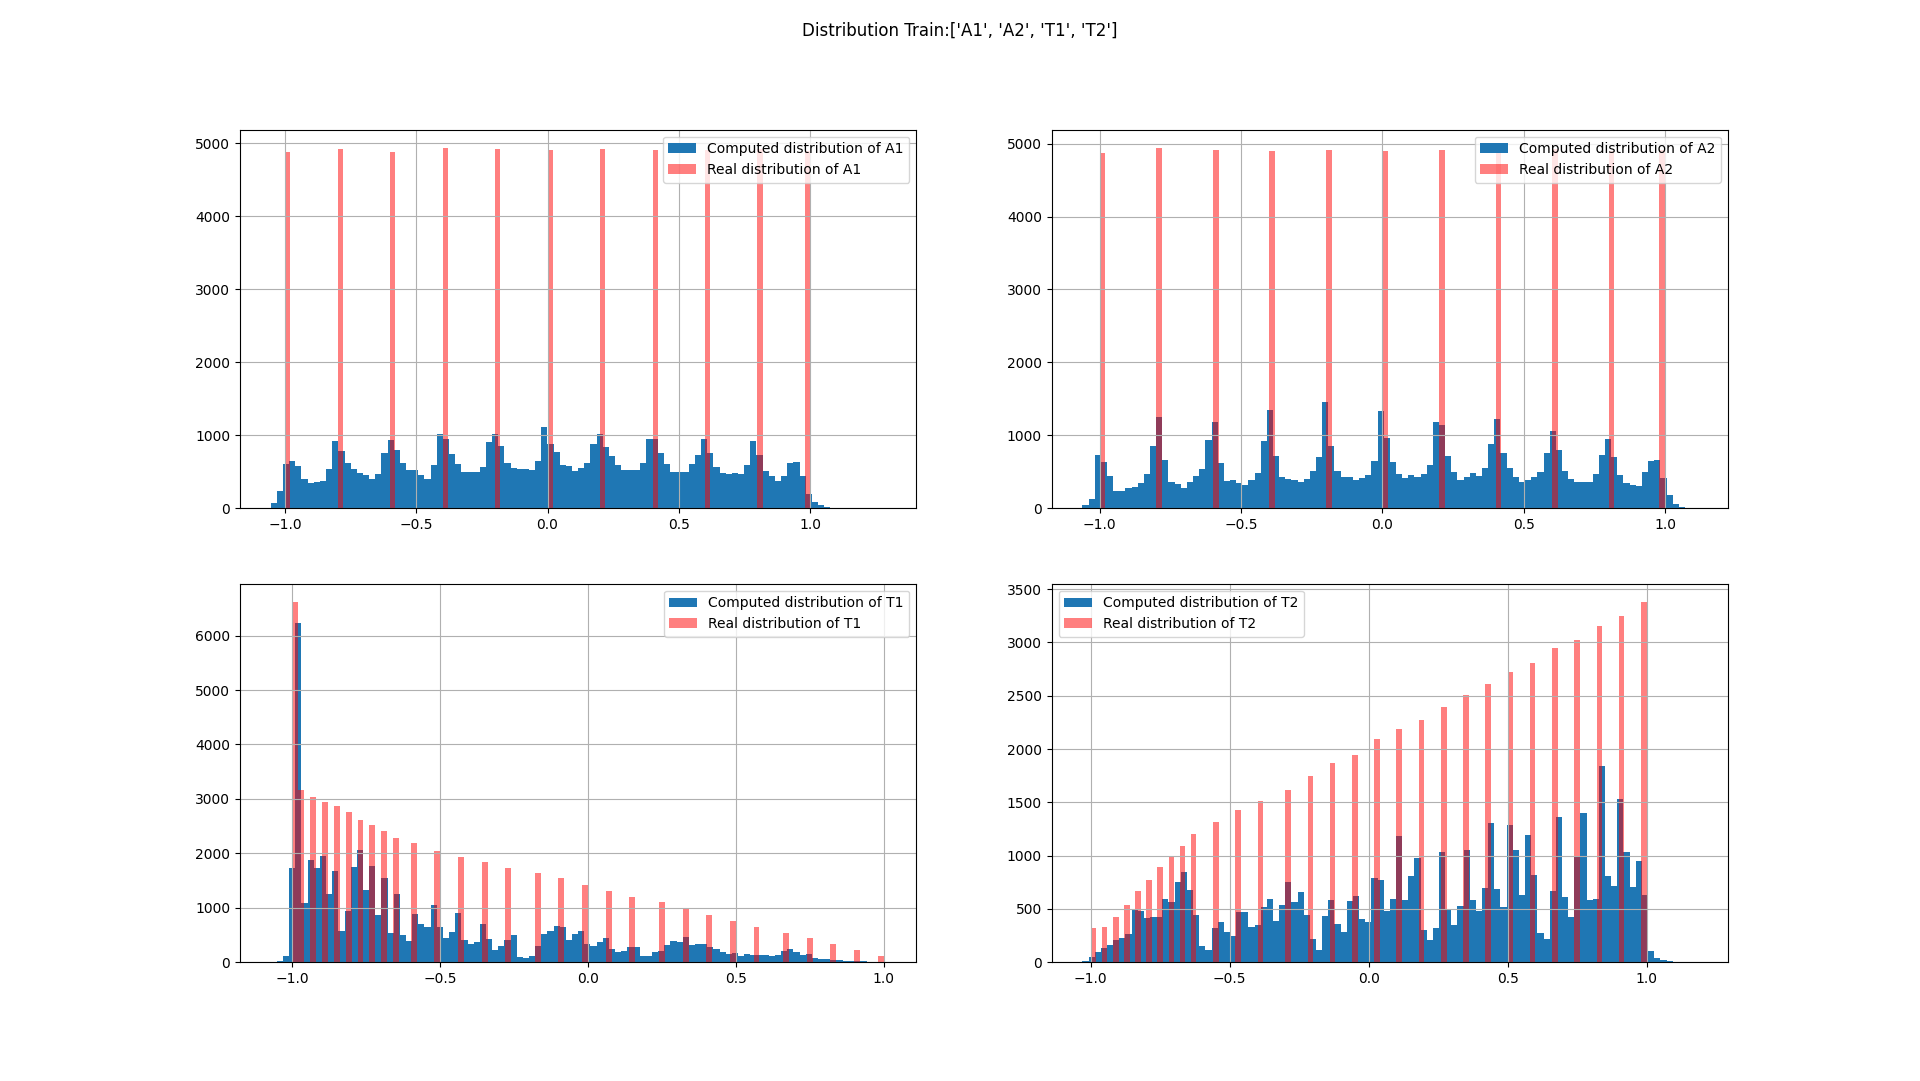 Distribution Train:['A1', 'A2', 'T1', 'T2']
5000
4000
3000
2000
1000
0
−1.0 −0.5 0.0 0.5 1.0
Computed distribution of A1
Real distribution of A1
5000
4000
3000
2000
1000
0
−1.0 −0.5 0.0 0.5 1.0
Computed distribution of A2
Real distribution of A2
6000
5000
4000
3000
2000
1000
0
−1.0 −0.5 0.0 0.5 1.0
Computed distribution of T1
Real distribution of T1
3500
3000
2500
2000
1500
1000
500
0
−1.0 −0.5 0.0 0.5 1.0
Computed distribution of T2
Real distribution of T2